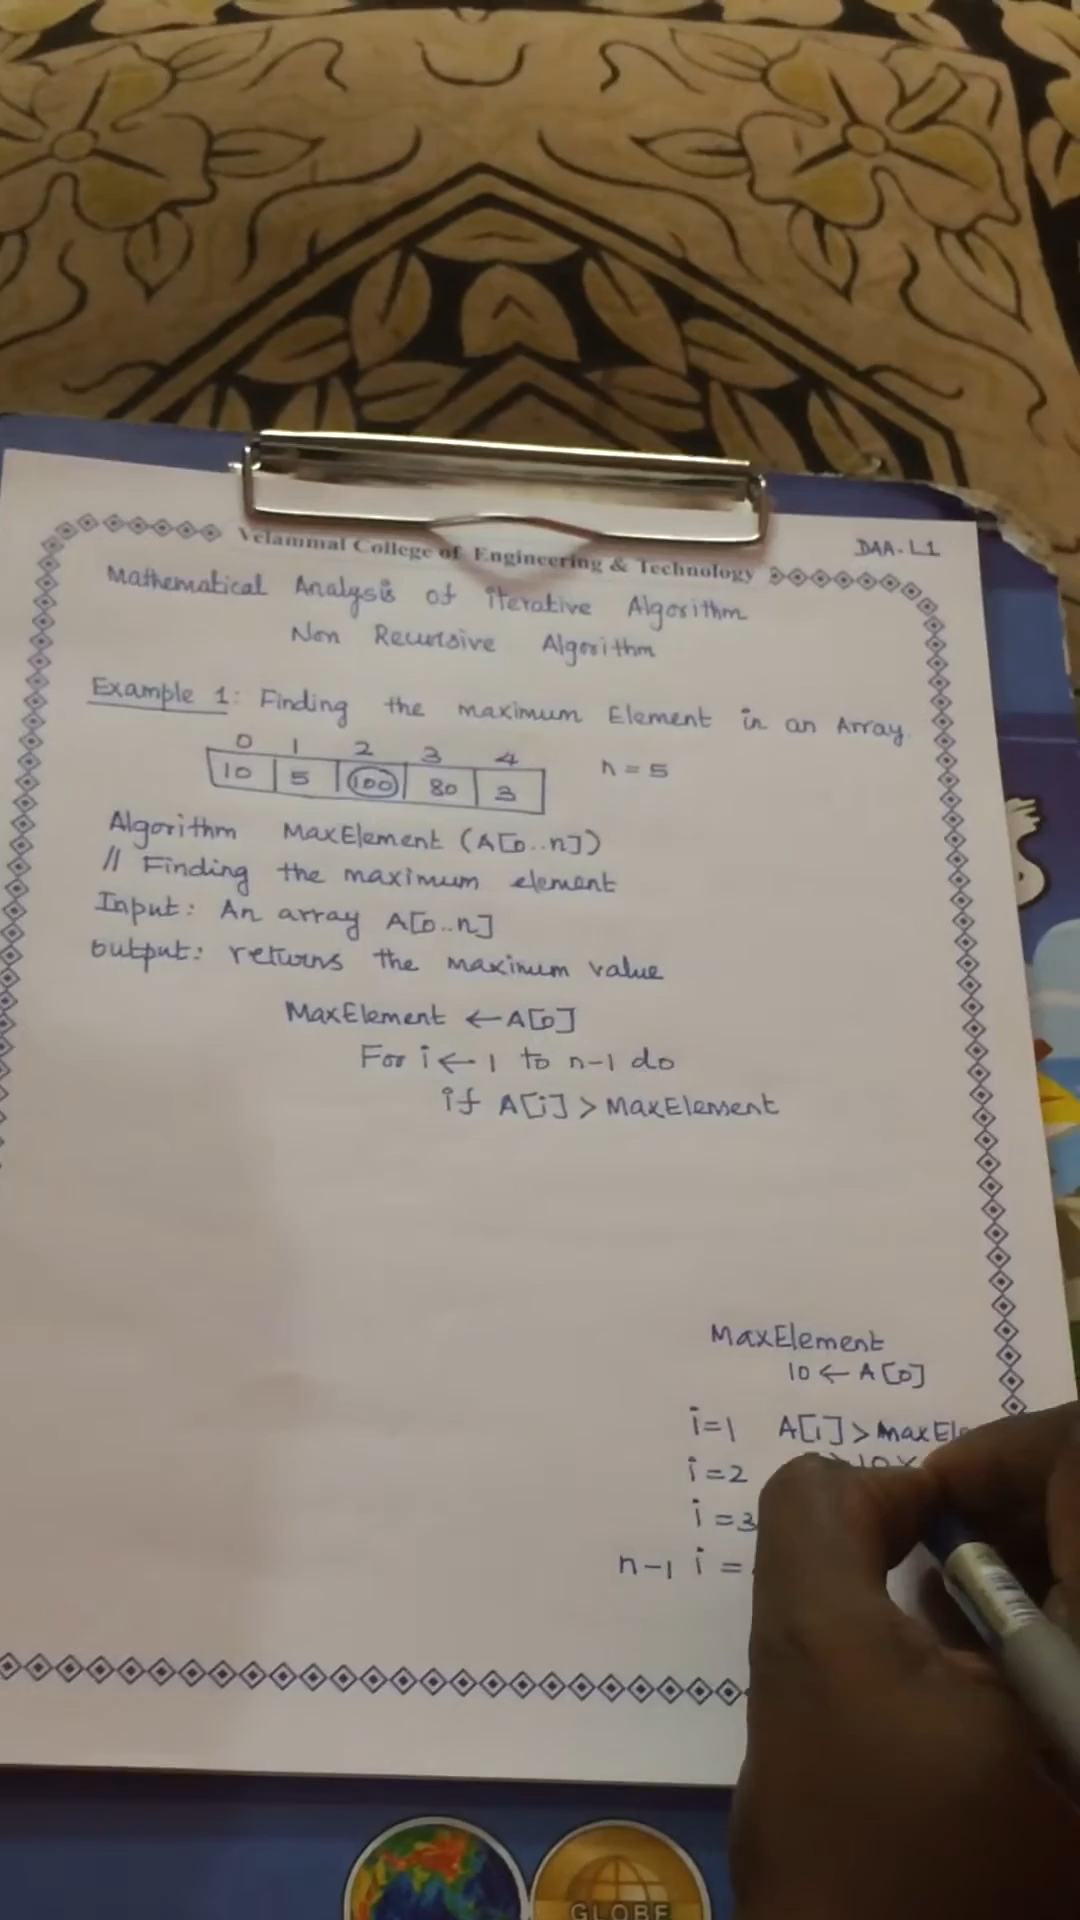 Velammal College of Engineering & Technology
DAA-L1
Mathematical Analysis of iterative Algorithm
Non Recursive Algorithm
Example 1: Finding the maximum Element in an Array.
0 1 2 3 4
10 5 100 80 3 n = 5
Algorithm MaxElement (A[0..n])
// Finding the maximum element
Input: An array A[0..n]
output: returns the maximum value
MaxElement ← A[0]
For i ← 1 to n-1 do
if A[i] > MaxElement
MaxElement
10 ← A[0]
i=1 A[i] > MaxEle
i=2 >10 x
i=3
n-1 i =
GLOBE